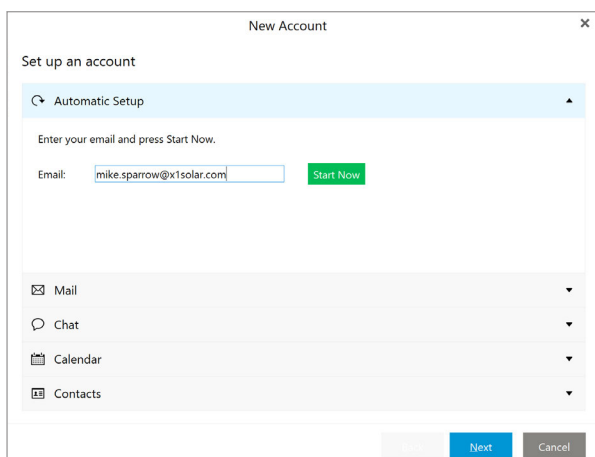 New Account
Set up an account
Automatic Setup
Enter your email and press Start Now.
Email: mike.sparrow@x1solar.com Start Now
Mail
Chat
Calendar
Contacts
Next Cancel